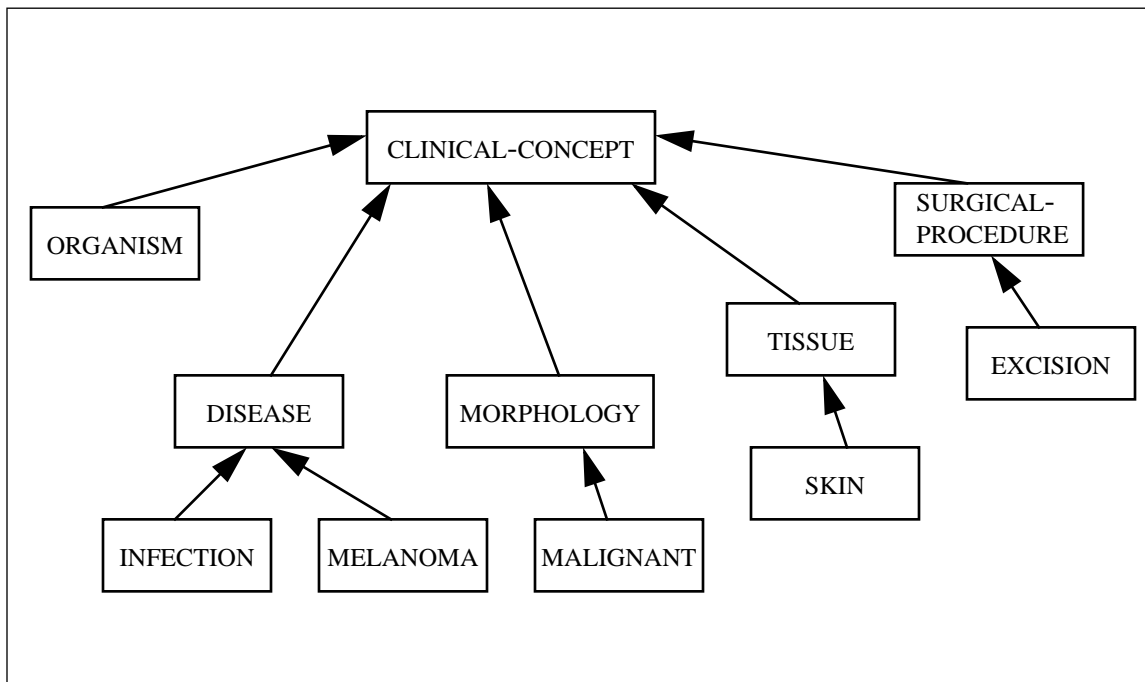 CLINICAL-CONCEPT
ORGANISM
SURGICAL-
PROCEDURE
TISSUE
EXCISION
DISEASE
MORPHOLOGY
SKIN
INFECTION
MELANOMA
MALIGNANT